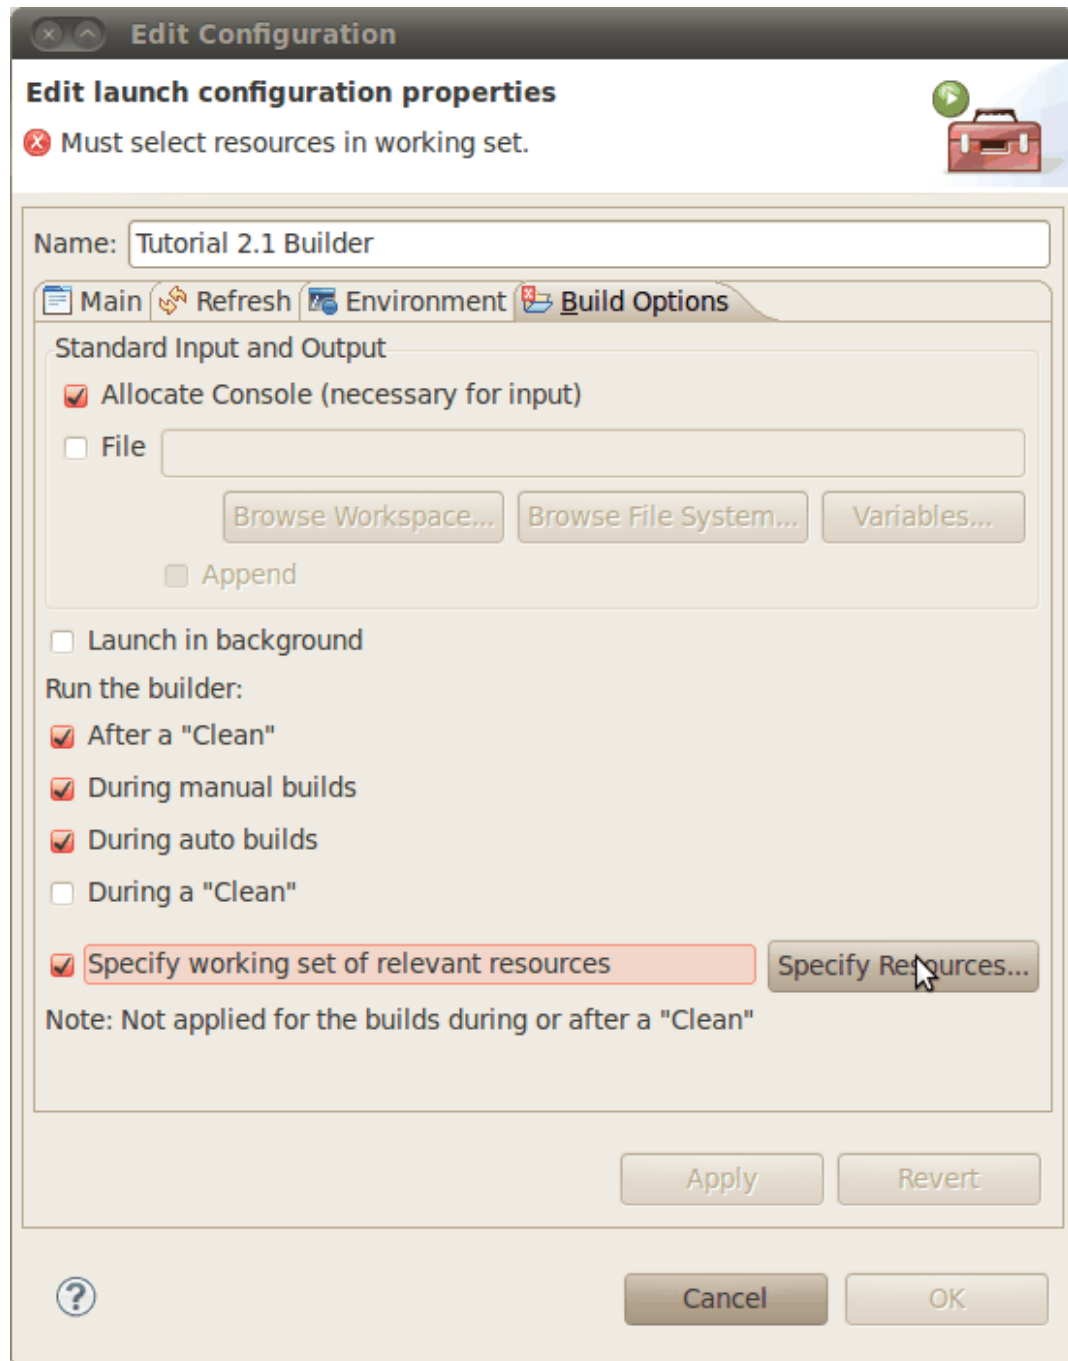 Edit Configuration
Edit launch configuration properties
Must select resources in working set.
Name: Tutorial 2.1 Builder
Main Refresh Environment Build Options
Standard Input and Output
Allocate Console (necessary for input)
File
Browse Workspace... Browse File System... Variables...
Append
Launch in background
Run the builder:
After a "Clean"
During manual builds
During auto builds
During a "Clean"
Specify working set of relevant resources Specify Resources...
Note: Not applied for the builds during or after a "Clean"
Apply Revert
? Cancel OK